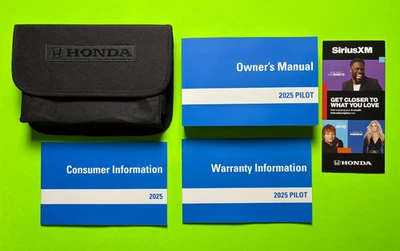 HONDA
Owner's Manual
2025 PILOT
SiriusXM
GET CLOSER TO
WHAT YOU LOVE
HONDA
Consumer Information
2025
Warranty Information
2025 PILOT